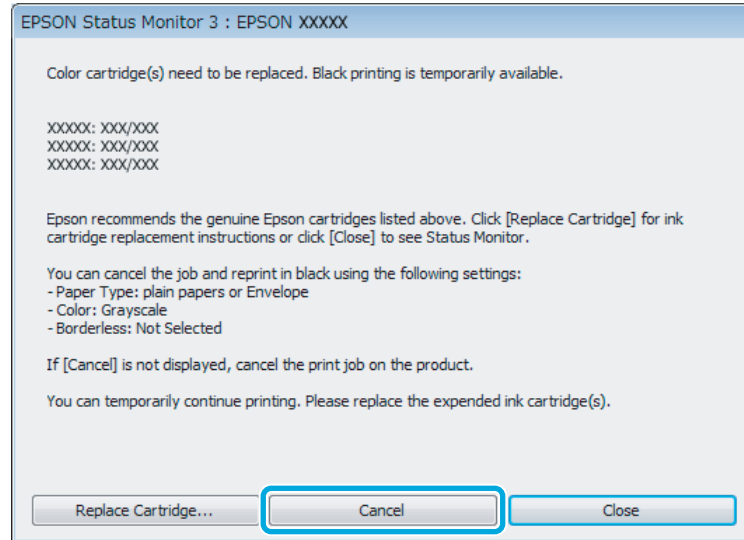 EPSON Status Monitor 3 : EPSON XXXXX
Color cartridge(s) need to be replaced. Black printing is temporarily available.
XXXXX: XXX/XXX
XXXXX: XXX/XXX
XXXXX: XXX/XXX
Epson recommends the genuine Epson cartridges listed above. Click [Replace Cartridge] for ink
cartridge replacement instructions or click [Close] to see Status Monitor.
You can cancel the job and reprint in black using the following settings:
- Paper Type: plain papers or Envelope
- Color: Grayscale
- Borderless: Not Selected
If [Cancel] is not displayed, cancel the print job on the product.
You can temporarily continue printing. Please replace the expended ink cartridge(s).
Replace Cartridge... Cancel Close